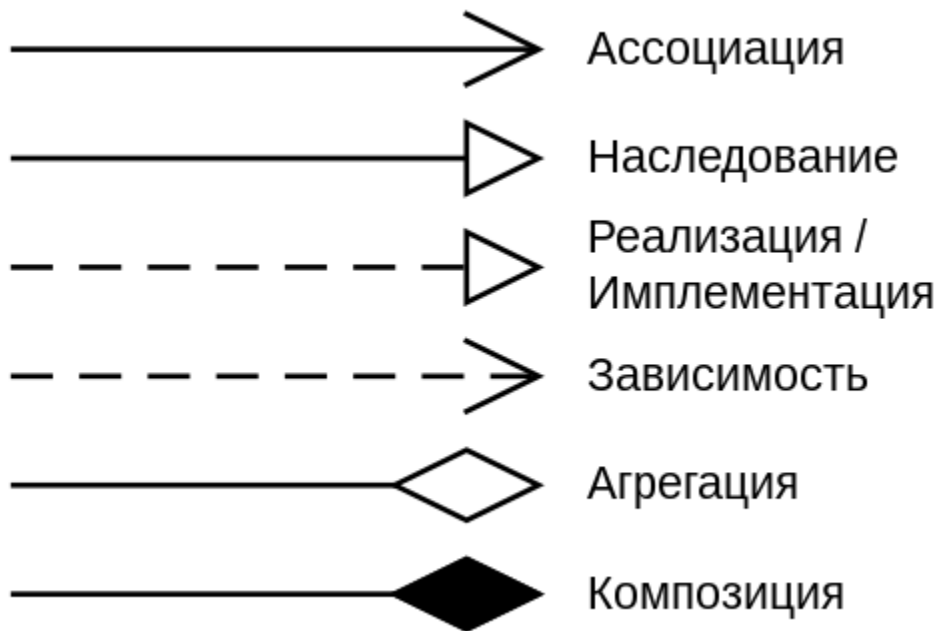 Ассоциация
Наследование
Реализация /
Имплементация
Зависимость
Агрегация
Композиция